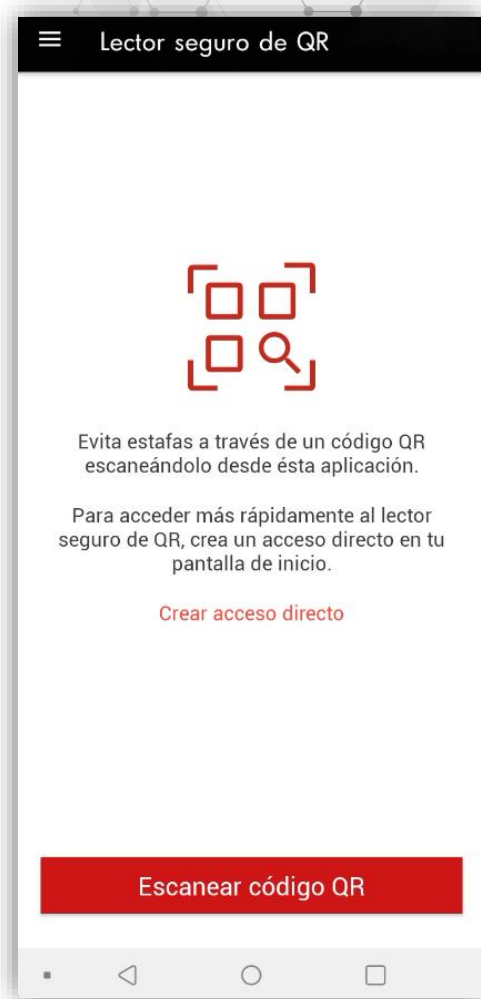 Lector seguro de QR
Evita estafas a través de un código QR
escaneándolo desde ésta aplicación.
Para acceder más rápidamente al lector
seguro de QR, crea un acceso directo en tu
pantalla de inicio.
Crear acceso directo
Escanear código QR